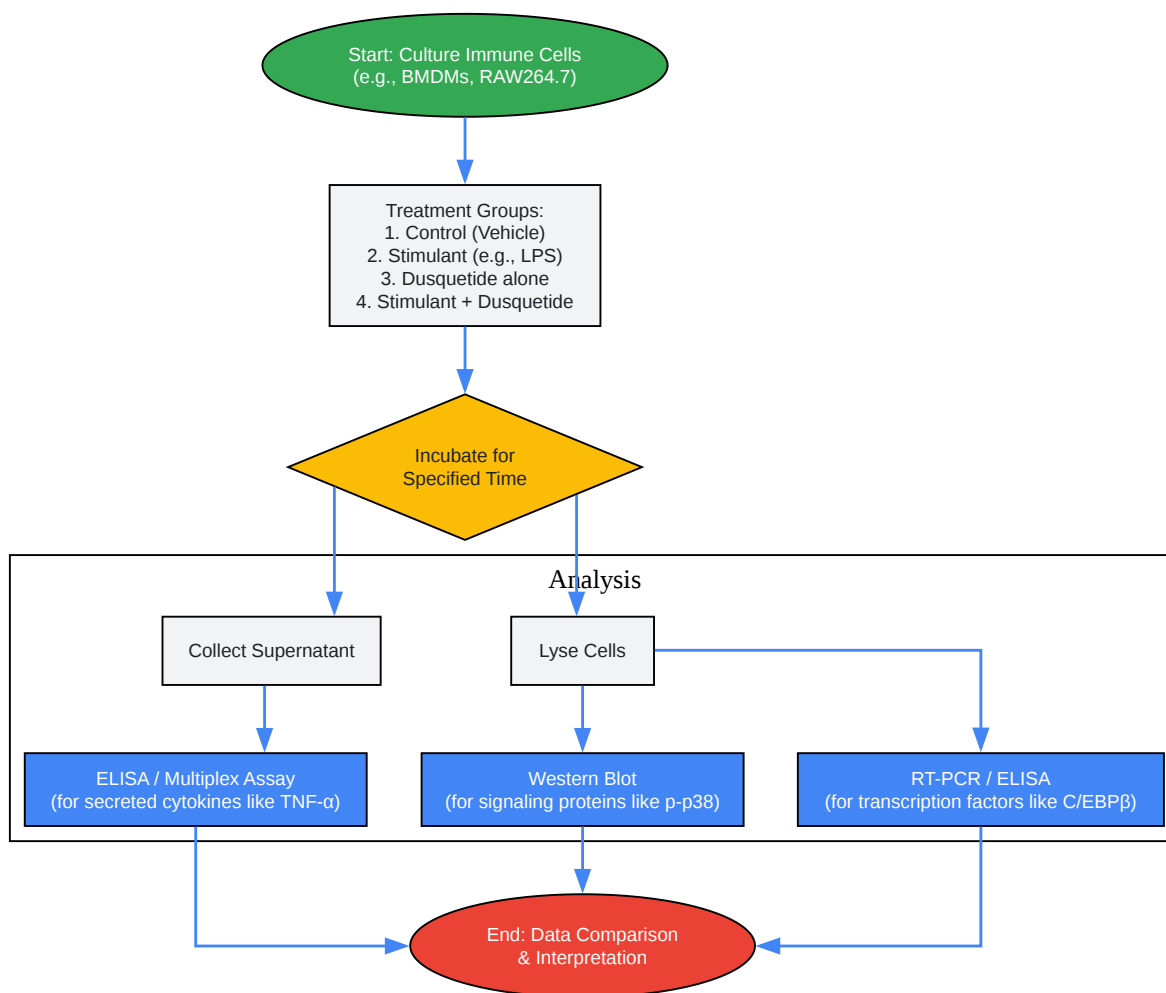 Start: Culture Immune Cells
(e.g., BMDMs, RAW264.7)
Treatment Groups:
1. Control (Vehicle)
2. Stimulant (e.g., LPS)
3. Dusquetide alone
4. Stimulant + Dusquetide
Incubate for
Specified Time
Analysis
Collect Supernatant
Lyse Cells
ELISA / Multiplex Assay
(for secreted cytokines like TNF-α)
Western Blot
(for signaling proteins like p-p38)
RT-PCR / ELISA
(for transcription factors like C/EBPβ)
End: Data Comparison
& Interpretation